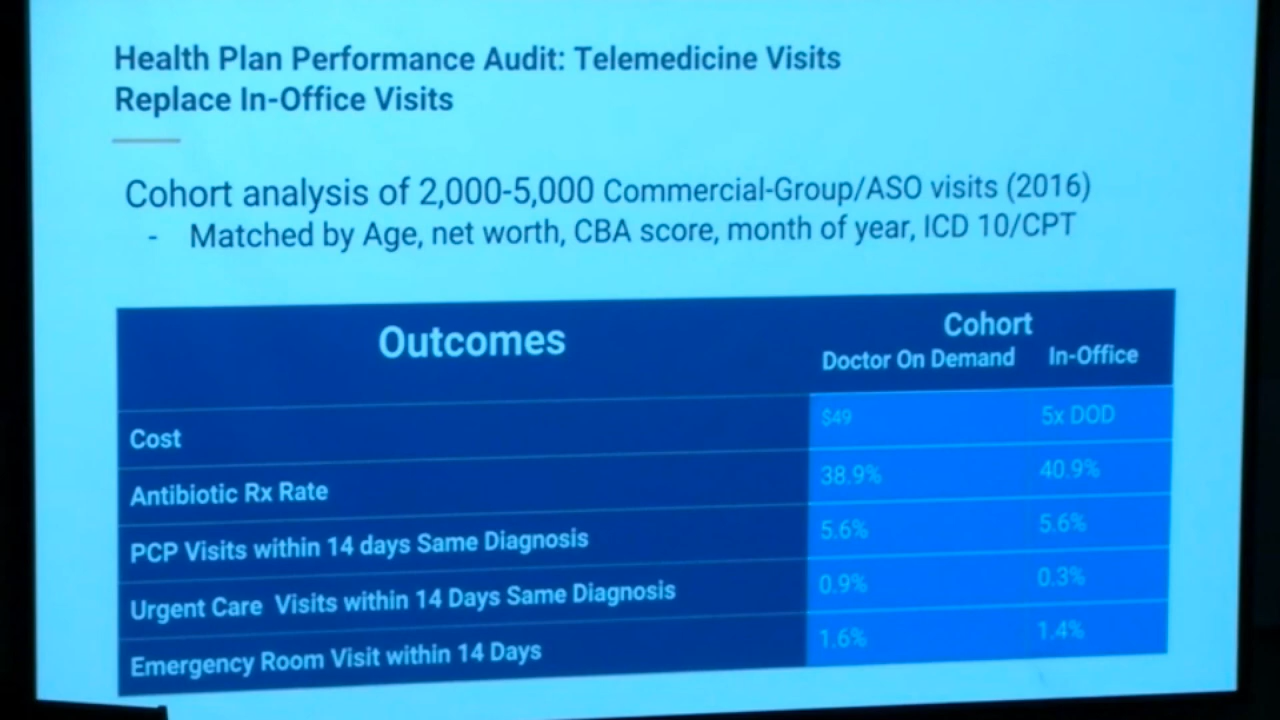 Health Plan Performance Audit: Telemedicine Visits
Replace In-Office Visits
Cohort analysis of 2,000-5,000 Commercial-Group/ASO visits (2016)
- Matched by Age, net worth, CBA score, month of year, ICD 10/CPT
Outcomes Cohort
Doctor On Demand In-Office
Cost $49 5x DOD
Antibiotic Rx Rate 38.9% 40.9%
PCP Visits within 14 days Same Diagnosis 5.6% 5.6%
Urgent Care Visits within 14 Days Same Diagnosis 0.9% 0.3%
Emergency Room Visit within 14 Days 1.6% 1.4%